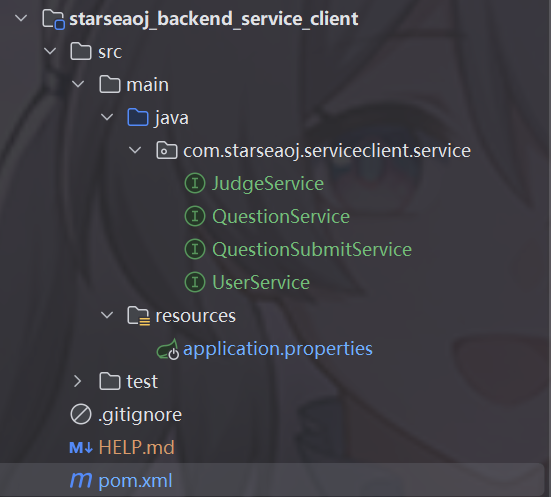 starseaoj_backend_service_client
src
main
java
com.starseaoj.serviceclient.service
JudgeService
QuestionService
QuestionSubmitService
UserService
resources
application.properties
test
.gitignore
M↓ HELP.md
m pom.xml